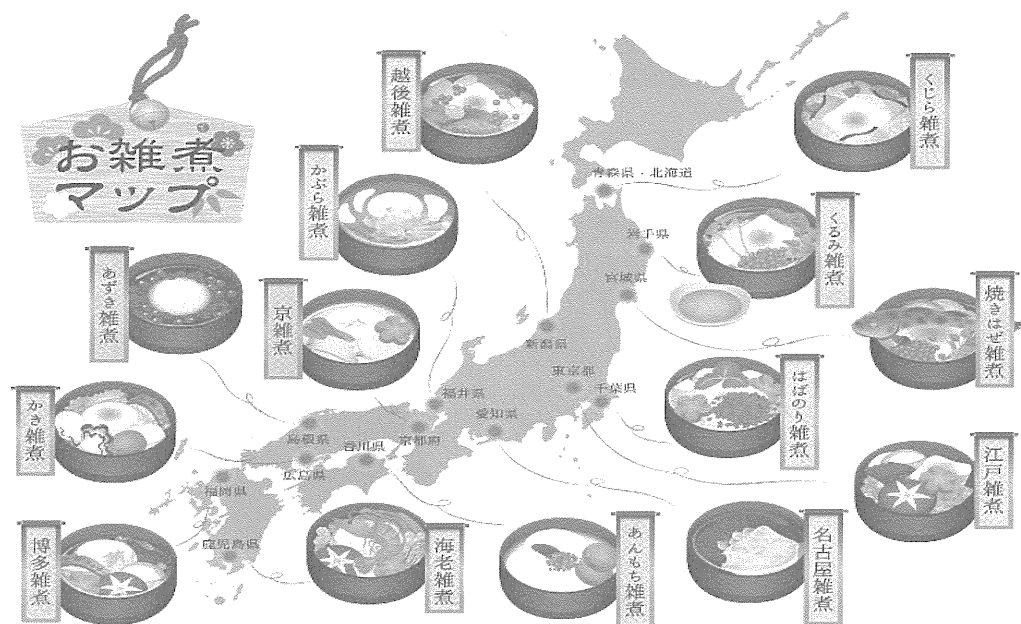 お雑煮
マップ
越後雑煮
くじら雑煮
かぶら雑煮
青森県・北海道
くるみ雑煮
岩手県
あずき雑煮
宮城県
京雑煮
焼きはぜ雑煮
新潟県
はばのり雑煮
東京都
千葉県
かき雑煮
福井県
愛知県
島根県
香川県
京都府
江戸雑煮
広島県
福岡県
博多雑煮
鹿児島県
海老雑煮
あんもち雑煮
名古屋雑煮